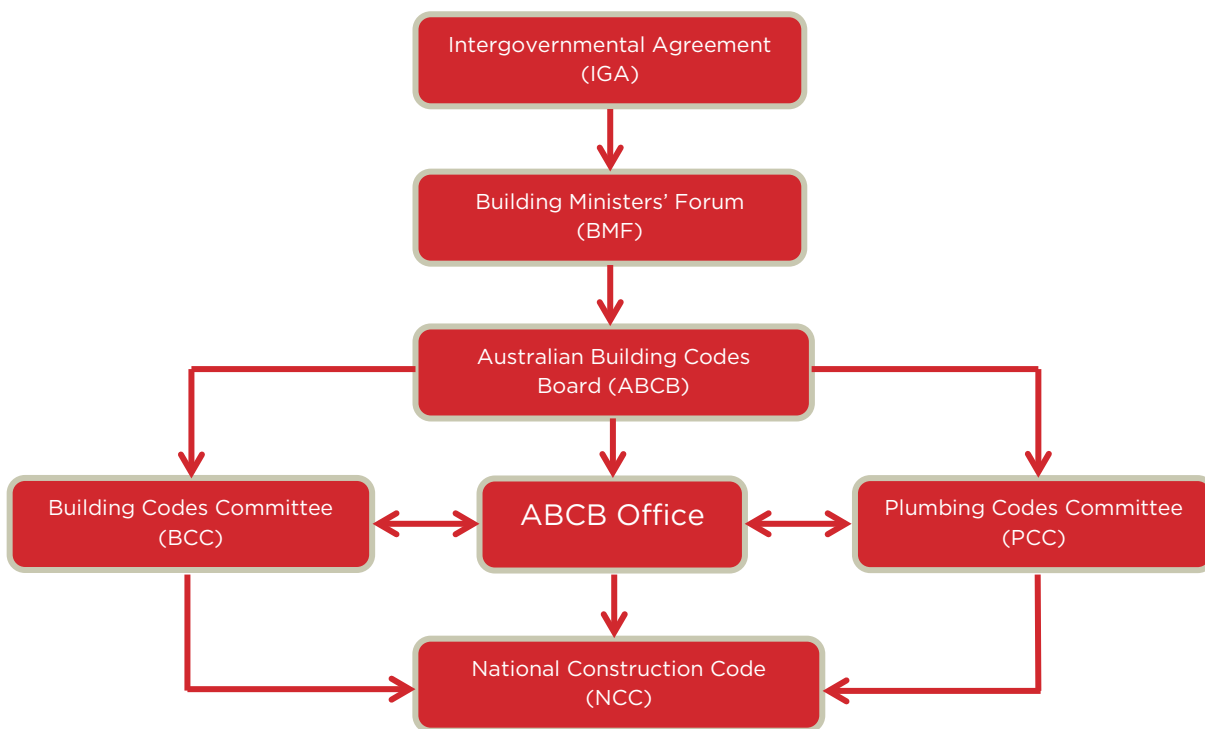 Intergovernmental Agreement
(IGA)
Building Ministers’ Forum
(BMF)
Australian Building Codes
Board (ABCB)
Building Codes Committee
(BCC)
ABCB Office
Plumbing Codes Committee
(PCC)
National Construction Code
(NCC)